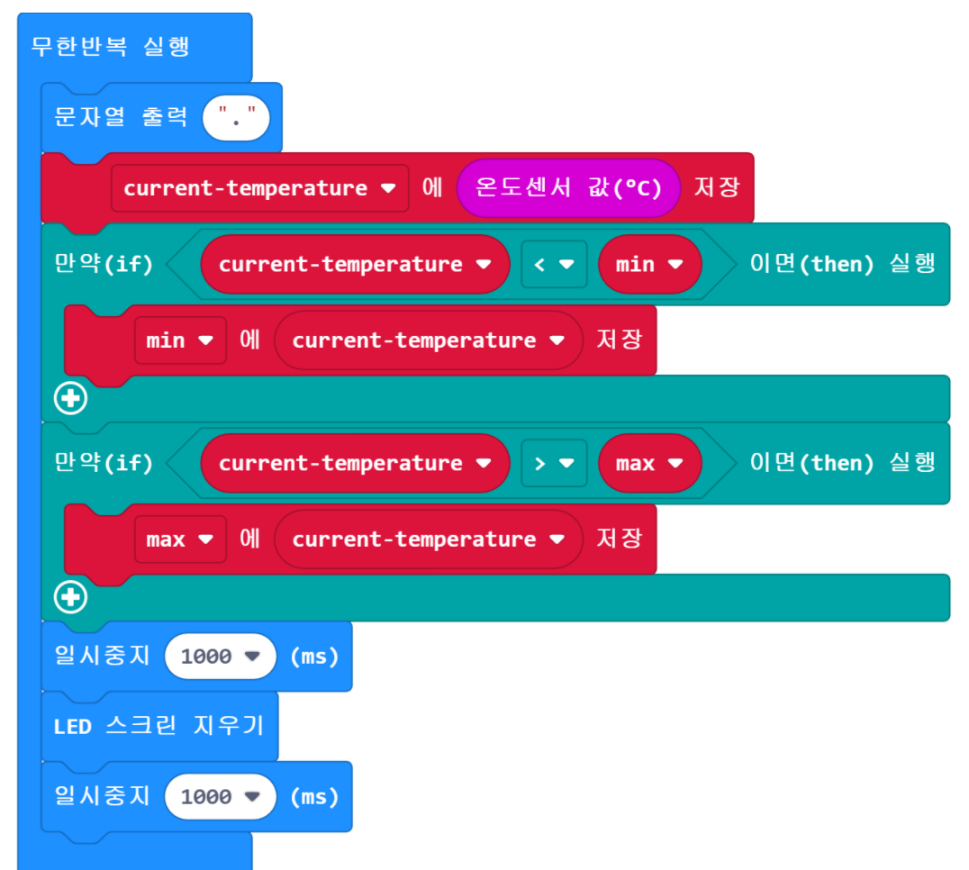 무한반복 실행
문자열 출력 "."
current-temperature 에 온도센서 값(°C) 저장
만약(if) current-temperature < min 이면(then) 실행
min 에 current-temperature 저장
만약(if) current-temperature > max 이면(then) 실행
max 에 current-temperature 저장
일시중지 1000 (ms)
LED 스크린 지우기
일시중지 1000 (ms)